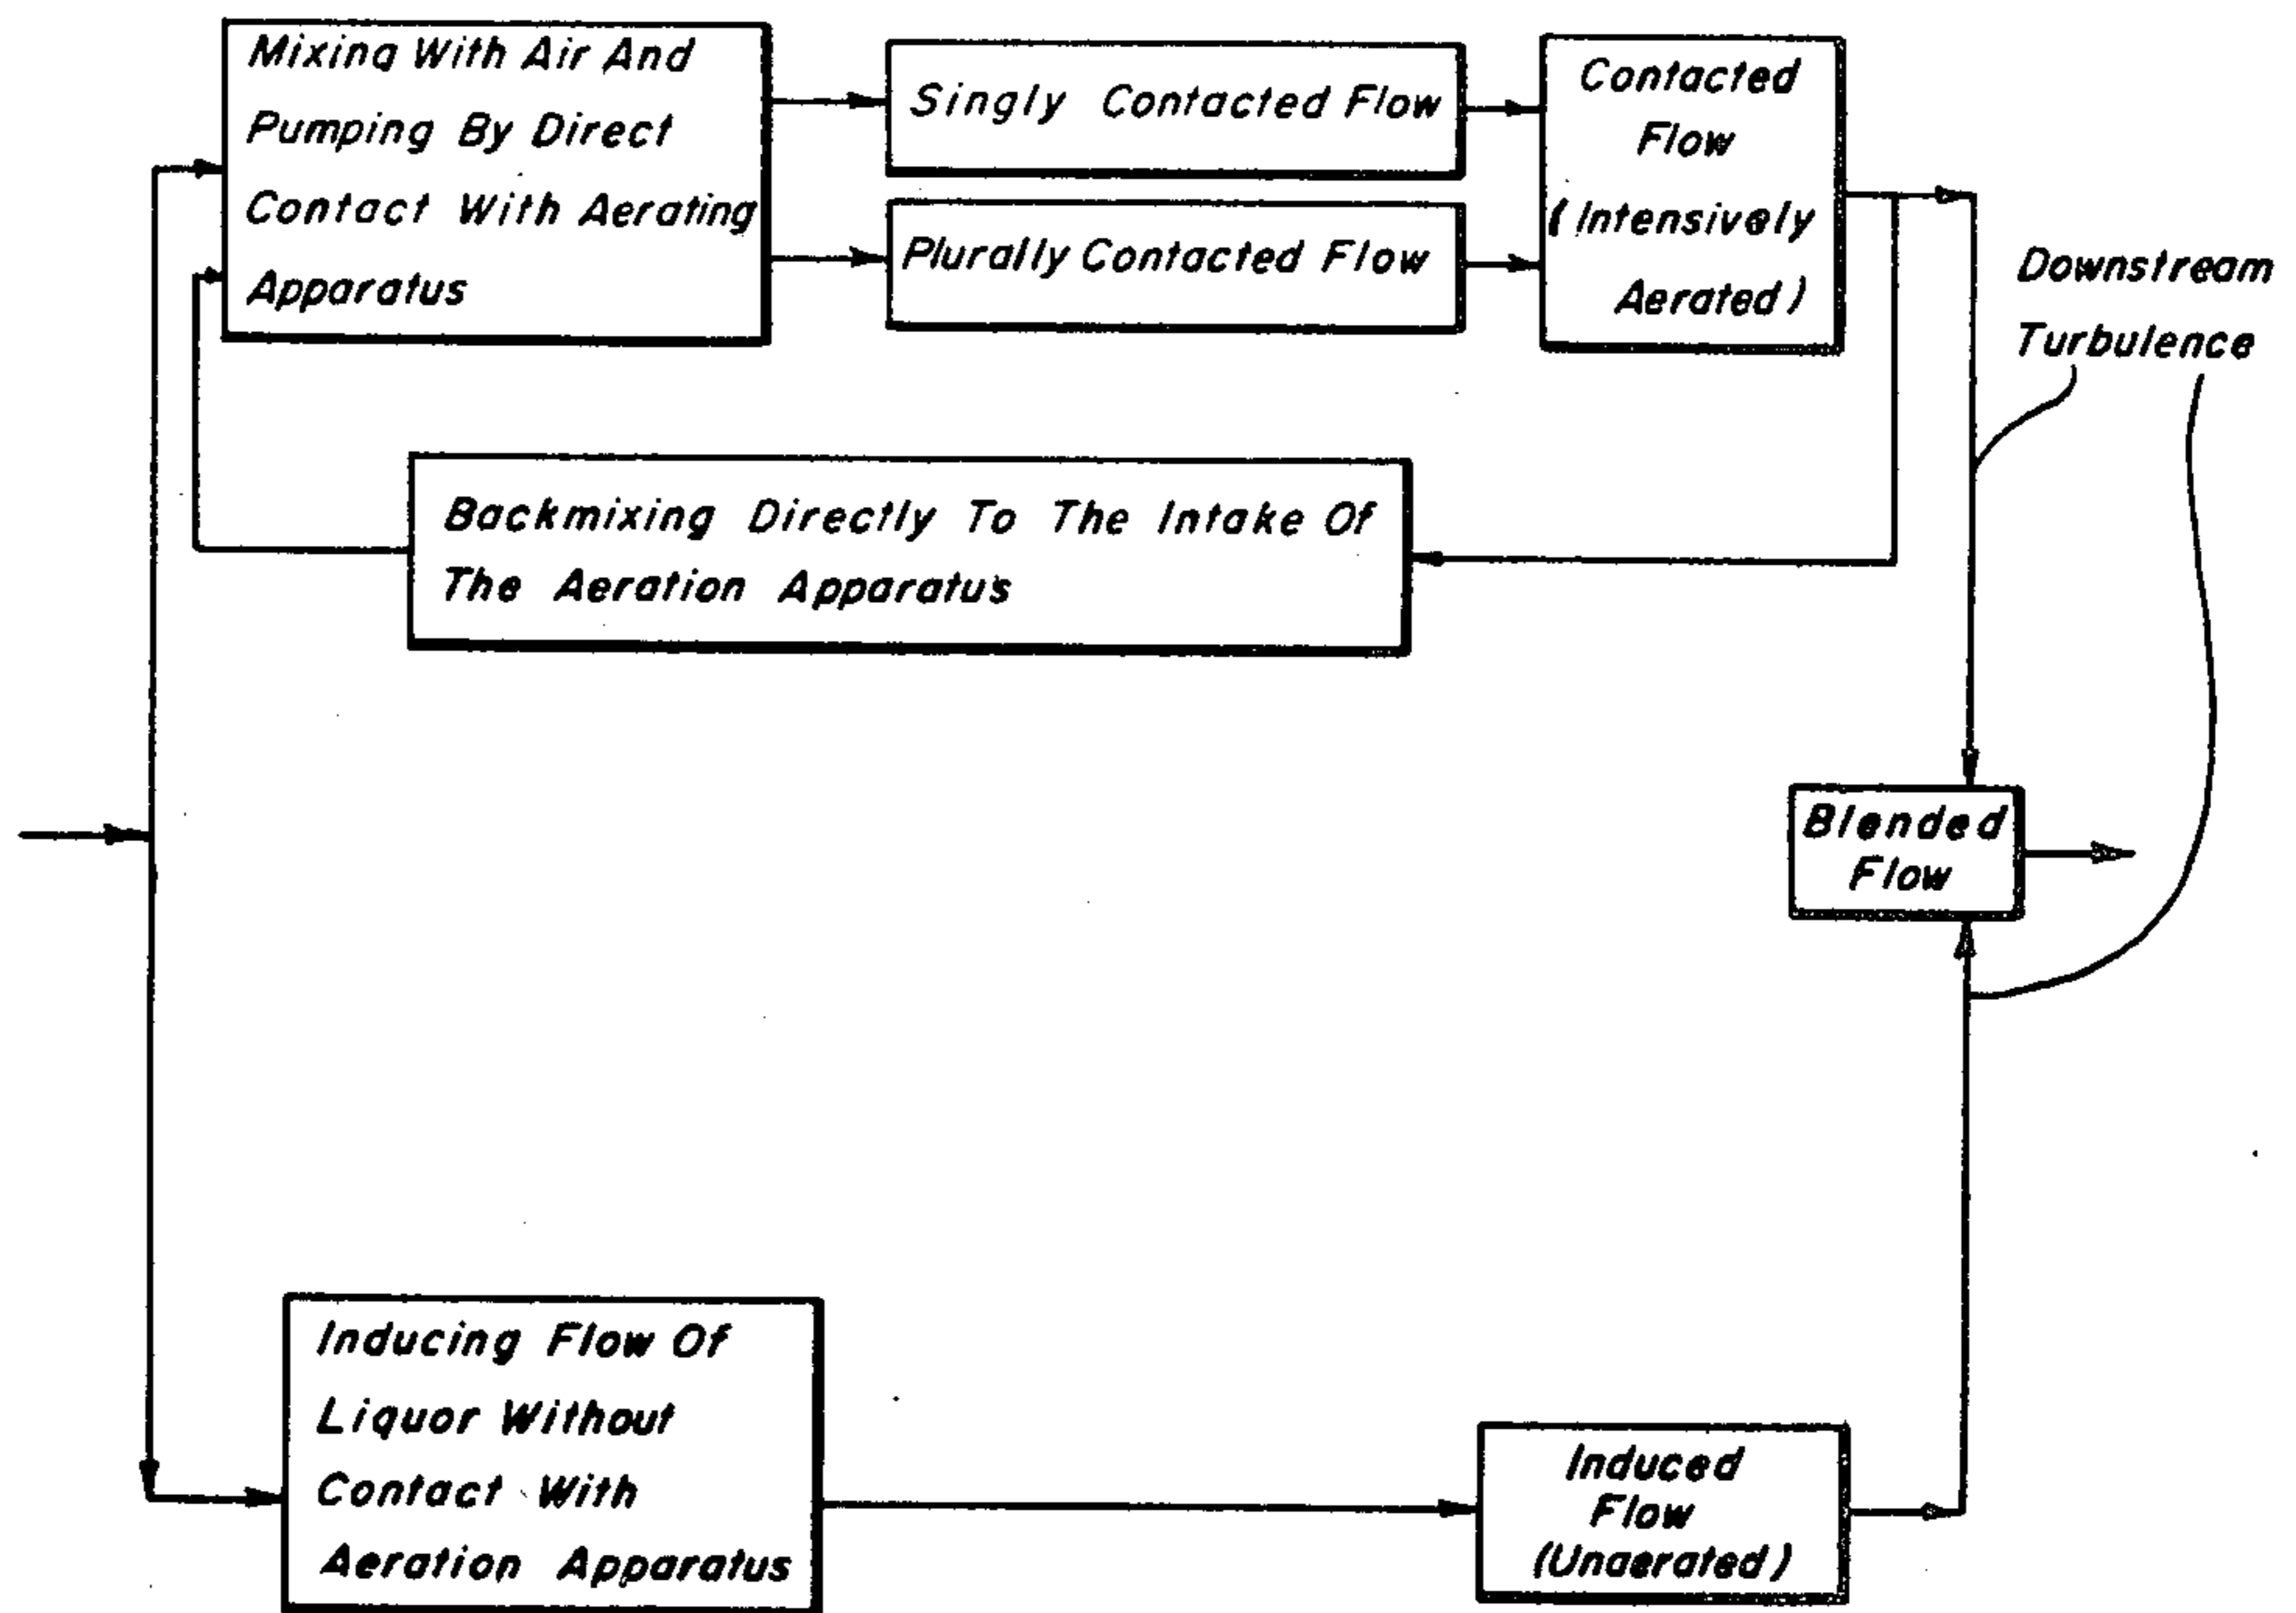 Mixing With Air And
Pumping By Direct
Contact With Aerating
Apparatus
Singly Contacted Flow
Plurally Contacted Flow
Contacted
Flow
(Intensively
Aerated)
Downstream
Turbulence
Backmixing Directly To The Intake Of
The Aeration Apparatus
Blended
Flow
Inducing Flow Of
Liquor Without
Contact With
Aeration Apparatus
Induced
Flow
(Unaerated)